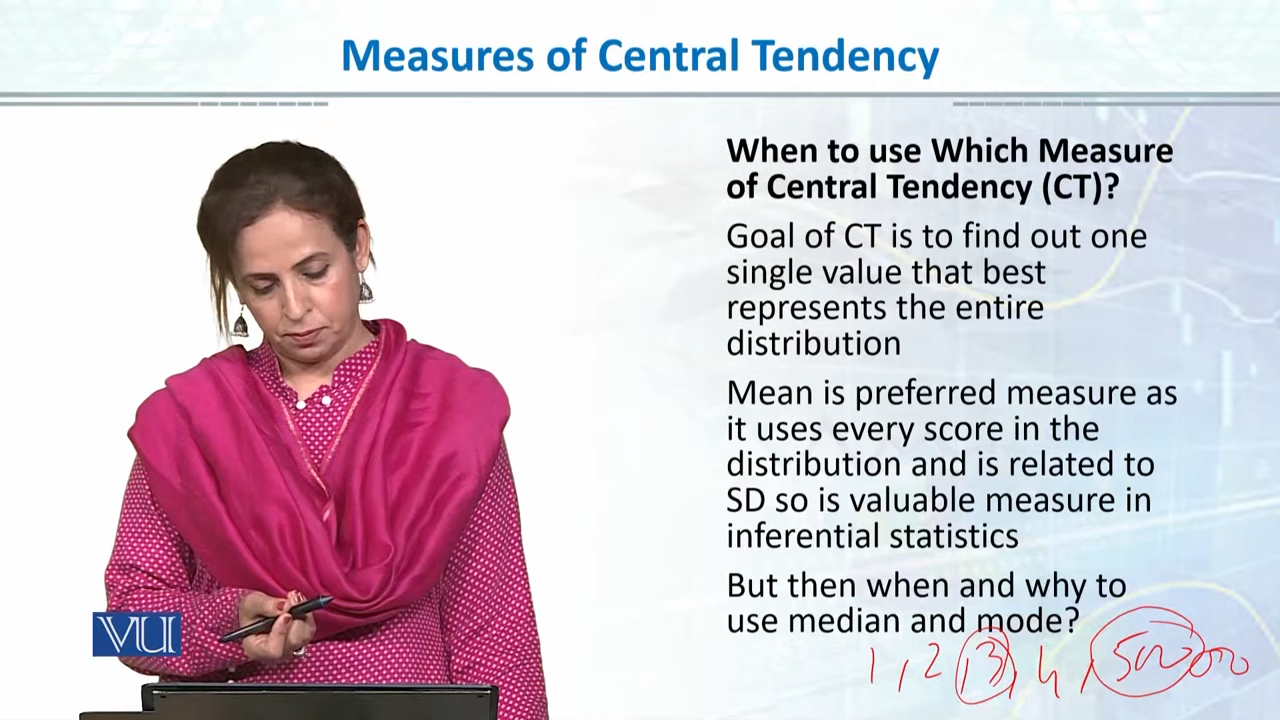 Measures of Central Tendency
When to use Which Measure
of Central Tendency (CT)?
Goal of CT is to find out one
single value that best
represents the entire
distribution
Mean is preferred measure as
it uses every score in the
distribution and is related to
SD so is valuable measure in
inferential statistics
But then when and why to
use median and mode?
1, 2, 3, 4,
VU